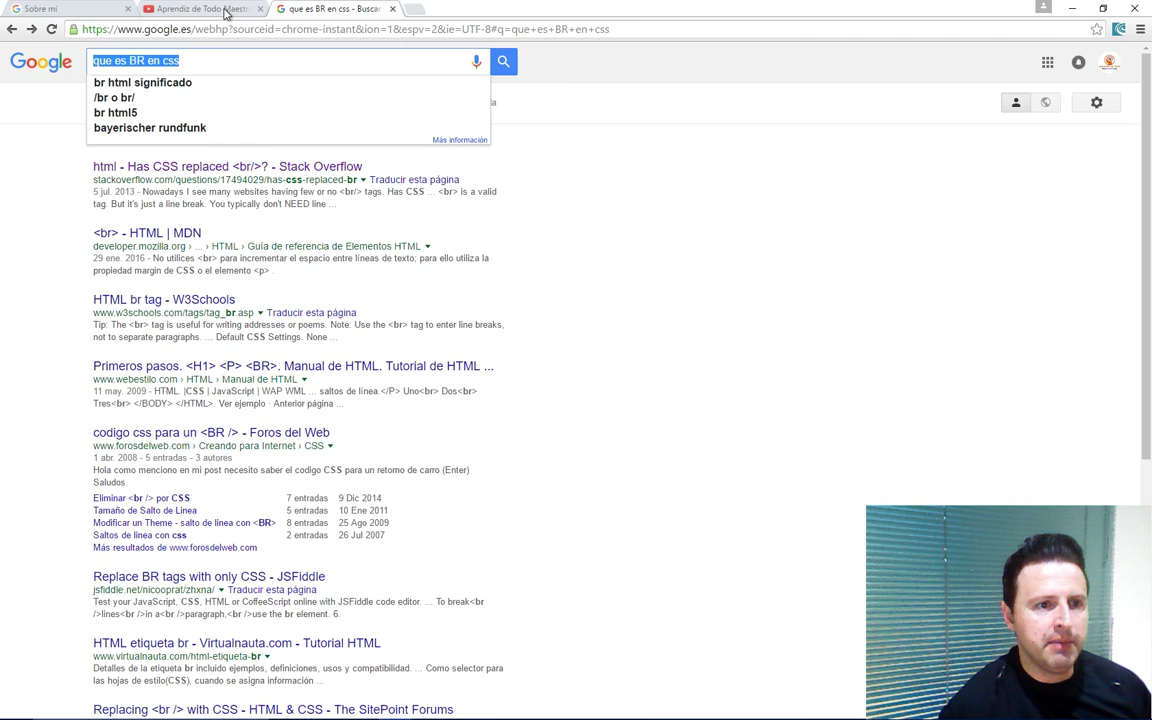 Sobre mí
Aprendiz de Todo Maestr
que es BR en css - Buscar
https://www.google.es/webhp?sourceid=chrome-instant&ion=1&espv=2&ie=UTF-8#q=que+es+BR+en+css
Google
que es BR en css
br html significado
/br o br/
br html5
bayerischer rundfunk
Más información
html - Has CSS replaced <br/>? - Stack Overflow
stackoverflow.com/questions/17494029/has-css-replaced-br Traducir esta página
5 jul. 2013 - Nowadays I see many websites having few or no <br/> tags. Has CSS ... <br> is a valid
tag. But it's just a line break. You typically don't NEED line ...
<br> - HTML | MDN
developer.mozilla.org › ... › HTML › Guía de referencia de Elementos HTML
29 ene. 2016 - No utilices <br> para incrementar el espacio entre líneas de texto; para ello utiliza la
propiedad margin de CSS o el elemento <p> .
HTML br tag - W3Schools
www.w3schools.com/tags/tag_br.asp Traducir esta página
Tip: The <br> tag is useful for writing addresses or poems. Note: Use the <br> tag to enter line breaks,
not to separate paragraphs. ... Default CSS Settings. None ...
Primeros pasos. <H1> <P> <BR>. Manual de HTML. Tutorial de HTML ...
www.webestilo.com › HTML › Manual de HTML
11 may. 2009 - HTML. |CSS | JavaScript | WAP WML ... saltos de línea.</P> Uno<br> Dos<br>
Tres<br> </BODY> </HTML>. Ver ejemplo · Anterior página ...
codigo css para un <BR /> - Foros del Web
www.forosdelweb.com › Creando para Internet › CSS
1 abr. 2008 - 5 entradas - 3 autores
Hola como menciono en mi post necesito saber el codigo CSS para un retorno de carro (Enter)
Saludos.
Eliminar <br /> por CSS 7 entradas 9 Dic 2014
Tamaño de Salto de Linea 5 entradas 10 Ene 2011
Modificar un Theme - salto de linea con <BR> 8 entradas 25 Ago 2009
Saltos de linea con css 2 entradas 26 Jul 2007
Más resultados de www.forosdelweb.com
Replace BR tags with only CSS - JSFiddle
jsfiddle.net/nicooprat/zhxna/ Traducir esta página
Test your JavaScript, CSS, HTML or CoffeeScript online with JSFiddle code editor. ... To break<br
/>lines<br />in a<br />paragraph,<br />use the br element. 6.
HTML etiqueta br - Virtualnauta.com - Tutorial HTML
www.virtualnauta.com/html-etiqueta-br
Detalles de la etiqueta br incluido ejemplos, definiciones, usos y compatibilidad. ... Como selector para
las hojas de estilo(CSS), cuando se asigna información ...
Replacing <br /> with CSS - HTML & CSS - The SitePoint Forums